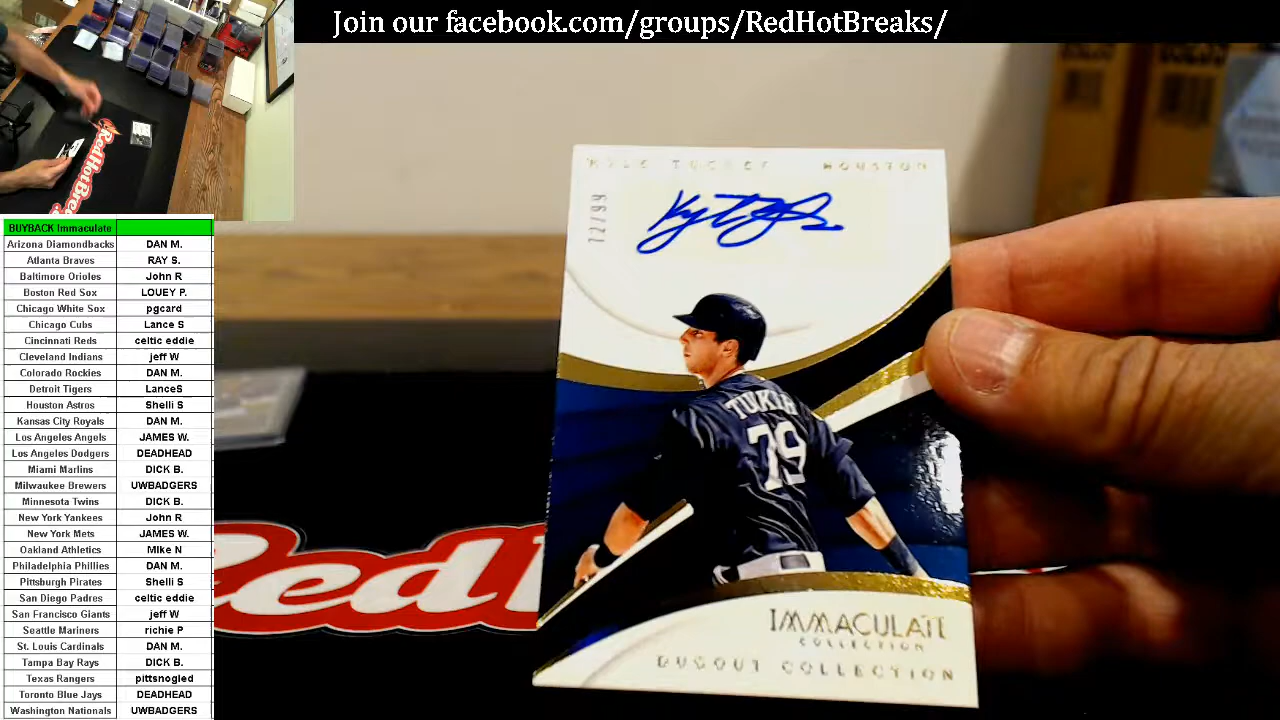 Join our facebook.com/groups/RedHotBreaks/
RedHotBrea
BUYBACK Immaculate
Arizona Diamondbacks DAN M.
Atlanta Braves RAY S.
Baltimore Orioles John R
Boston Red Sox LOUEY P.
Chicago White Sox pgcard
Chicago Cubs Lance S
Cincinnati Reds celtic eddie
Cleveland Indians jeff W
Colorado Rockies DAN M.
Detroit Tigers LanceS
Houston Astros Shelli S
Kansas City Royals DAN M.
Los Angeles Angels JAMES W.
Los Angeles Dodgers DEADHEAD
Miami Marlins DICK B.
Milwaukee Brewers UWBADGERS
Minnesota Twins DICK B.
New York Yankees John R
New York Mets JAMES W.
Oakland Athletics Mike N
Philadelphia Phillies DAN M.
Pittsburgh Pirates Shelli S
San Diego Padres celtic eddie
San Francisco Giants jeff W
Seattle Mariners richie P
St. Louis Cardinals DAN M.
Tampa Bay Rays DICK B.
Texas Rangers pittsnogled
Toronto Blue Jays DEADHEAD
Washington Nationals UWBADGERS
KYLE TUCKER HOUSTON
72/99
79
IMMACULATE
COLLECTION
DUGOUT COLLECTION
edH